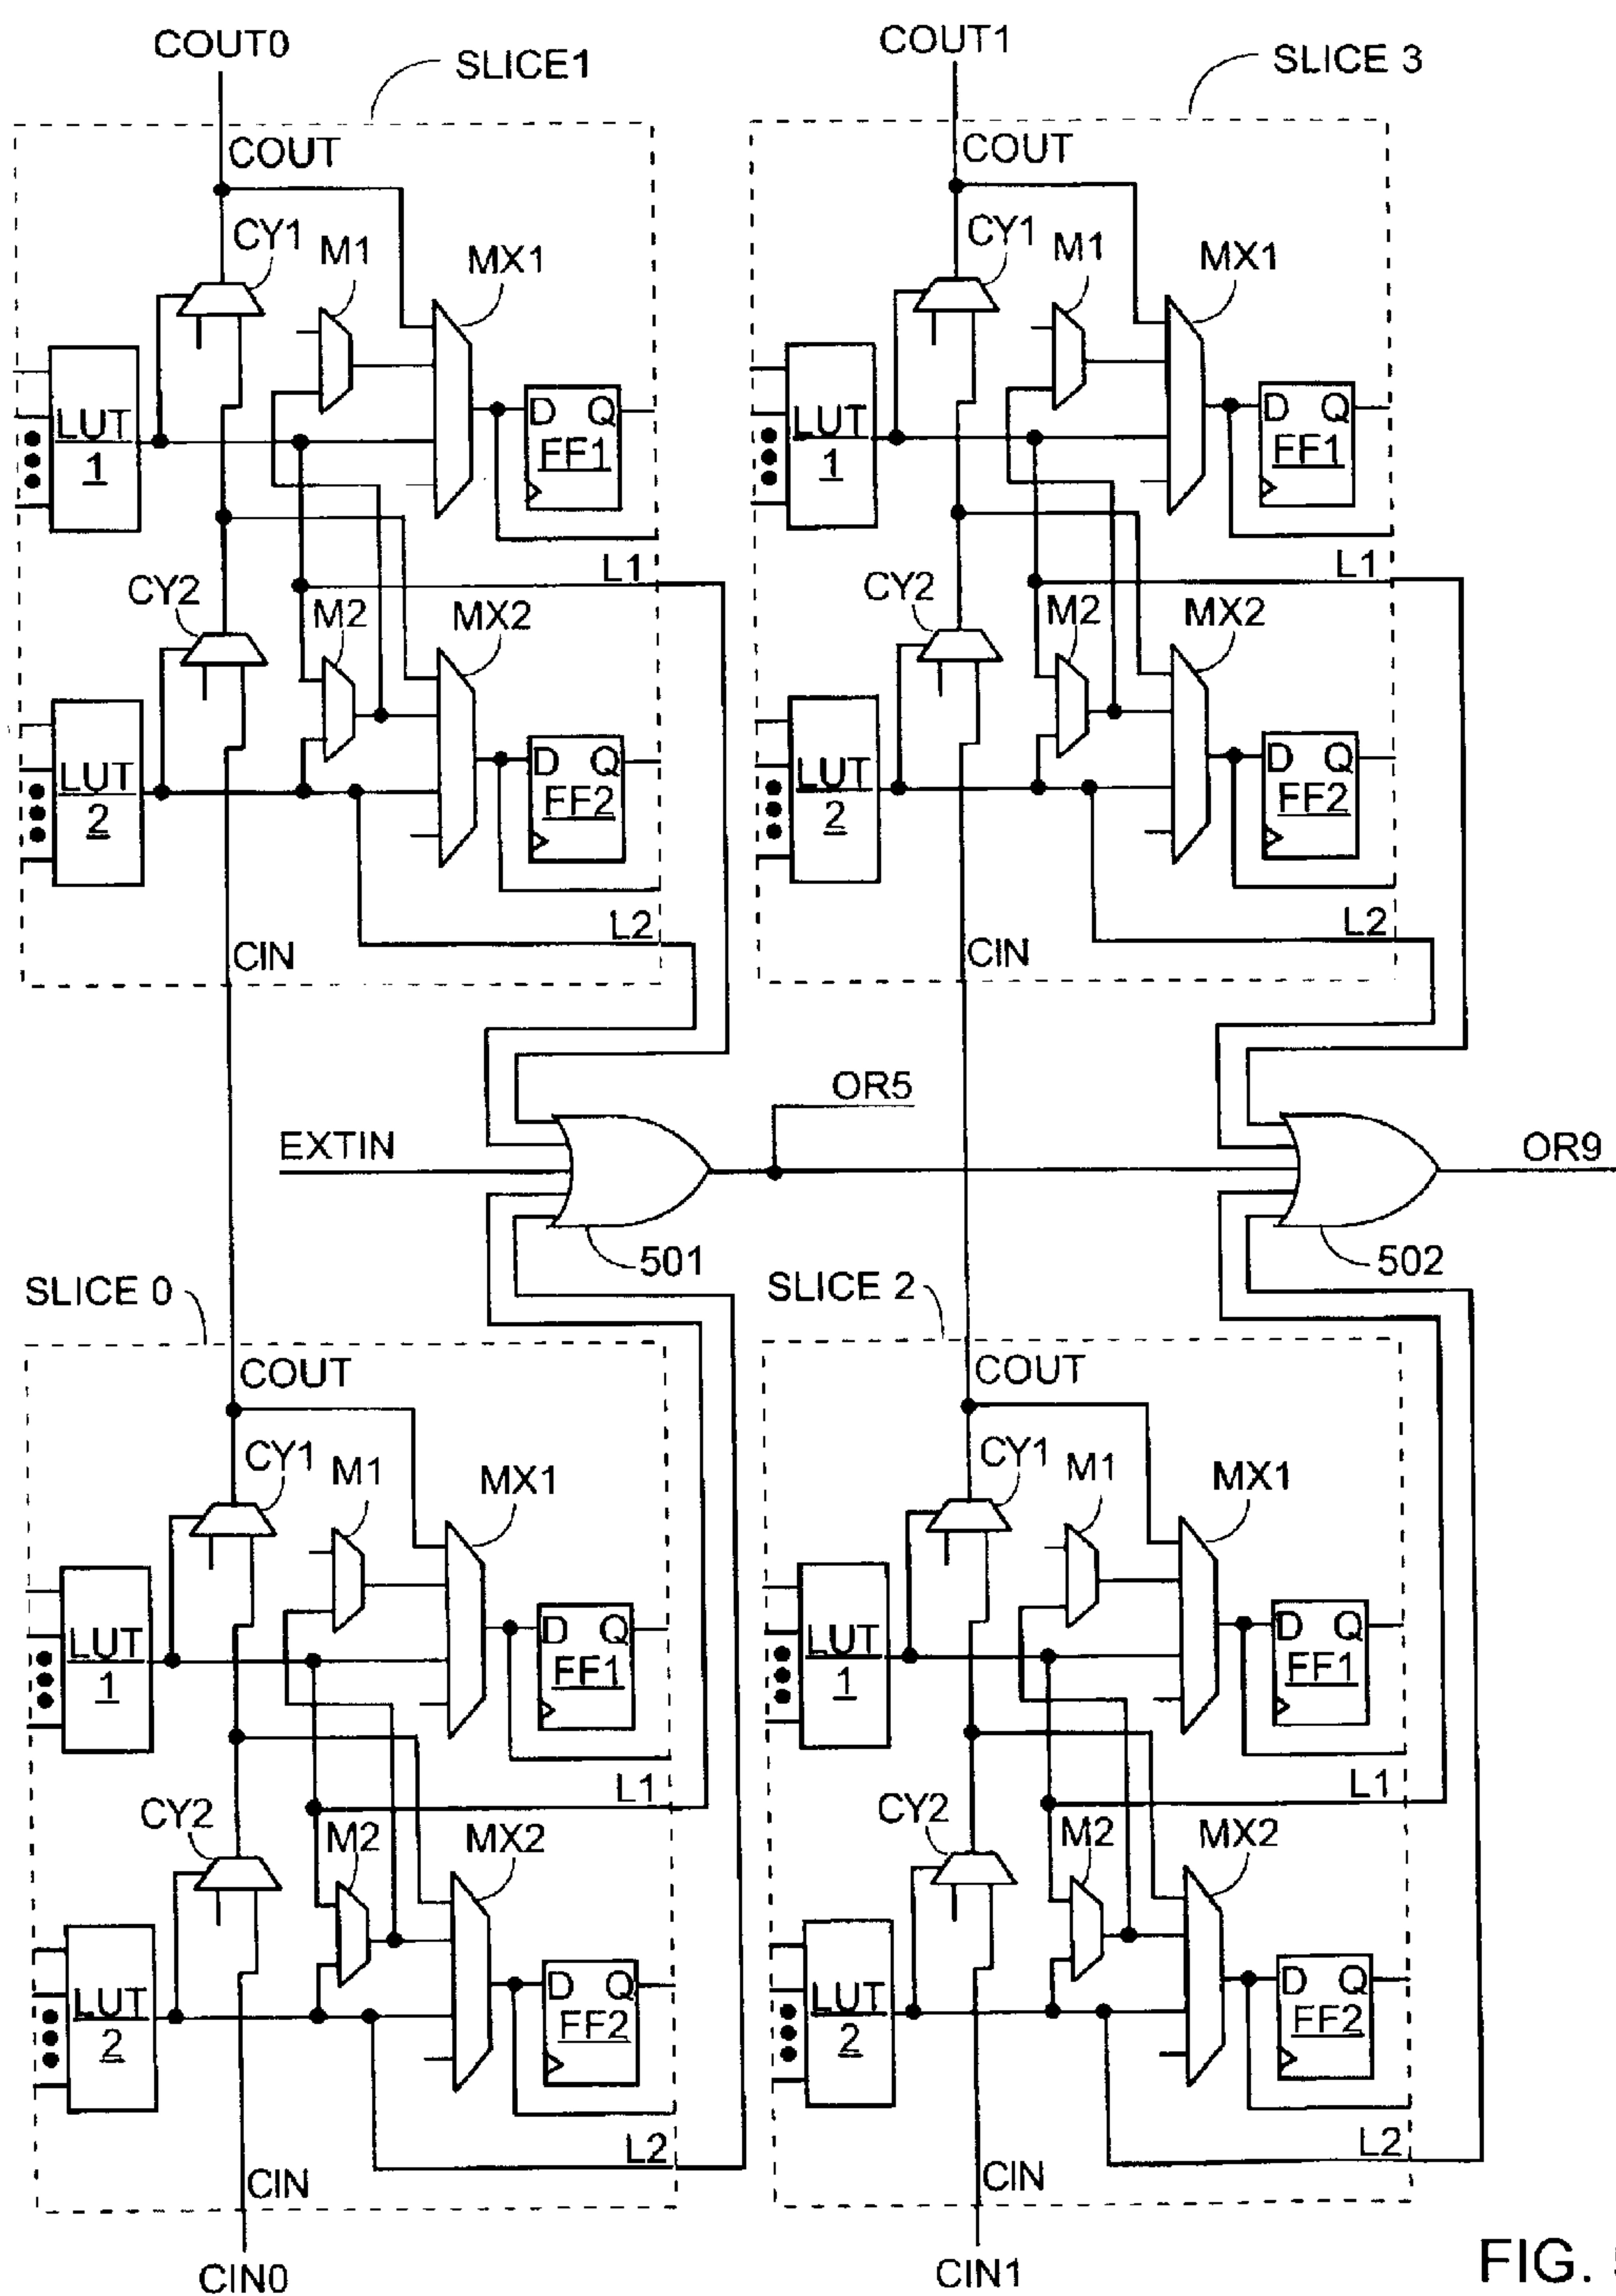 COUT0
SLICE1
COUT
CY1
M1
MX1
LUT
1
D Q
FF1
L1
CY2
M2
MX2
LUT
2
D Q
FF2
L2
CIN
COUT1
SLICE 3
COUT
CY1
M1
MX1
LUT
1
D Q
FF1
L1
CY2
M2
MX2
LUT
2
D Q
FF2
L2
CIN
EXTIN
OR5
OR9
501
502
SLICE 0
COUT
CY1
M1
MX1
LUT
1
D Q
FF1
L1
CY2
M2
MX2
LUT
2
D Q
FF2
L2
CIN
CIN0
SLICE 2
COUT
CY1
M1
MX1
LUT
1
D Q
FF1
L1
CY2
M2
MX2
LUT
2
D Q
FF2
L2
CIN
CIN1
FIG.